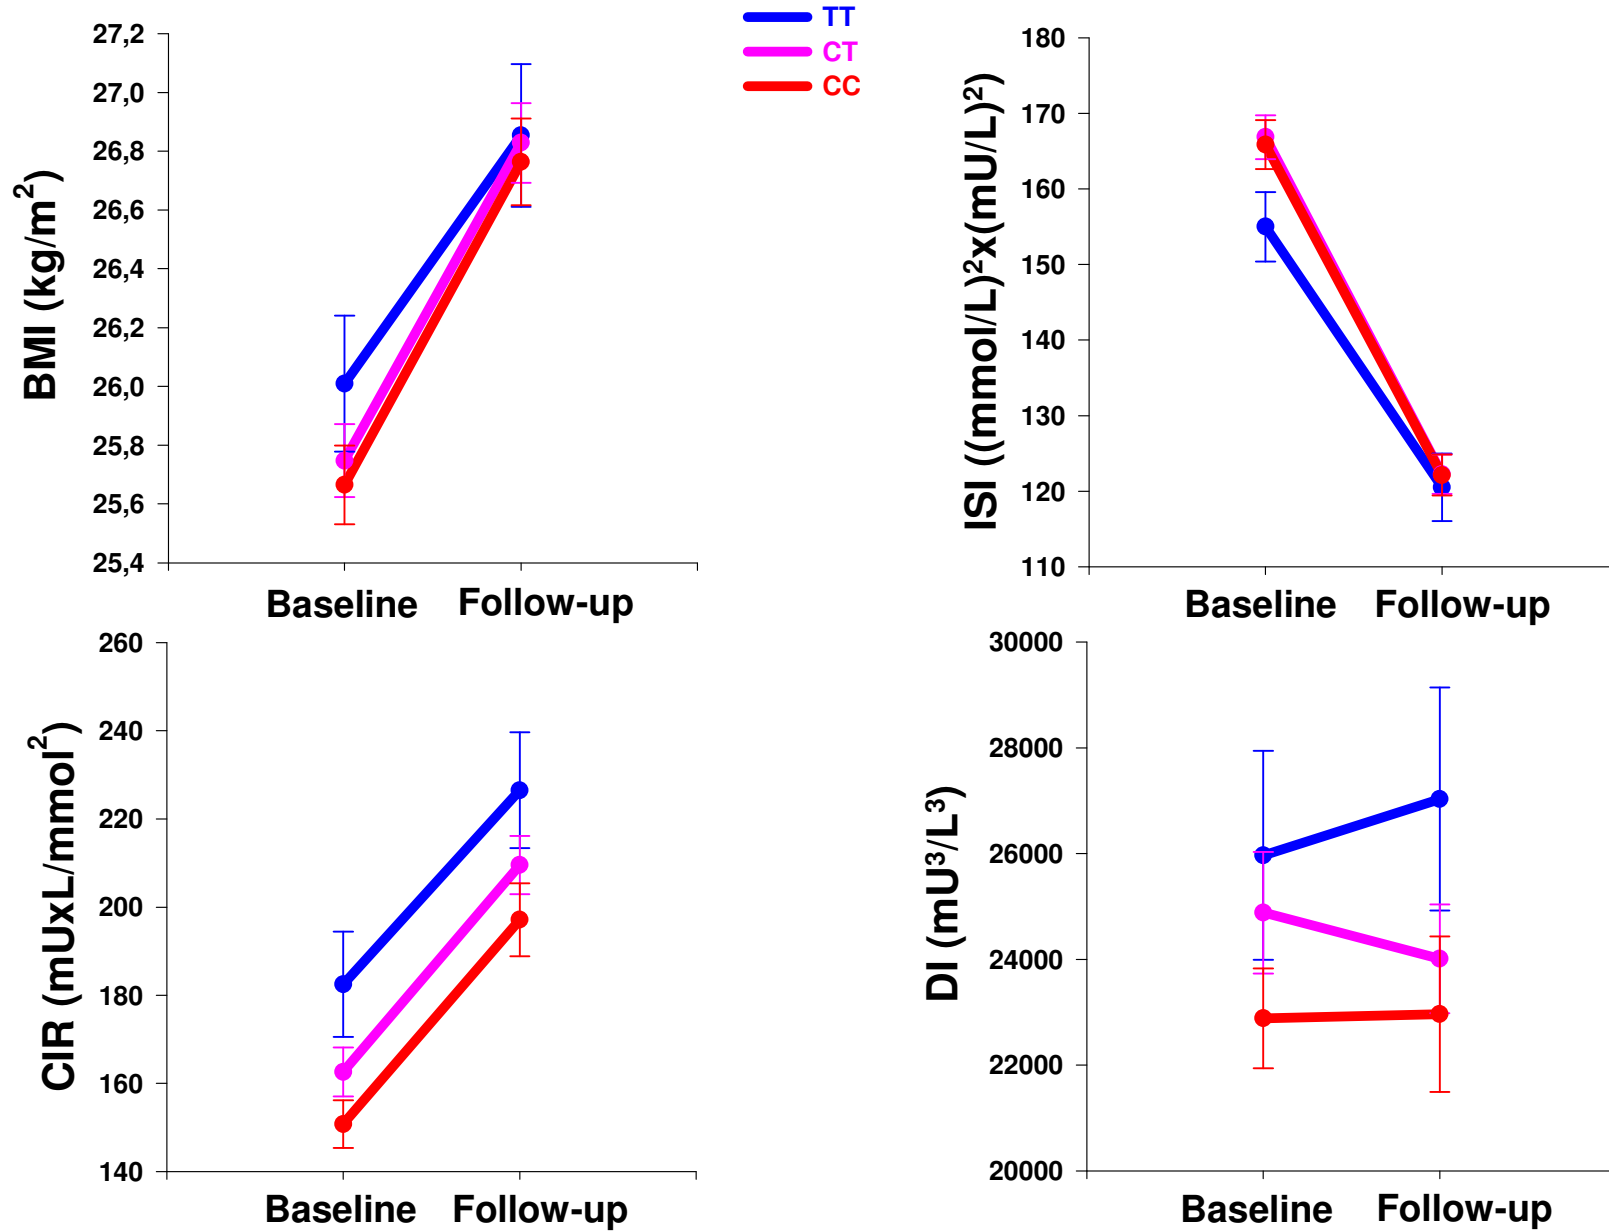 TT
CT
CC
BMI (kg/m²)
27,2
27,0
26,8
26,6
26,4
26,2
26,0
25,8
25,6
25,4
Baseline Follow-up
ISI ((mmol/L)²x(mU/L)²)
180
170
160
150
140
130
120
110
Baseline Follow-up
CIR (mUxL/mmol²)
260
240
220
200
180
160
140
Baseline Follow-up
DI (mU³/L³)
30000
28000
26000
24000
22000
20000
Baseline Follow-up